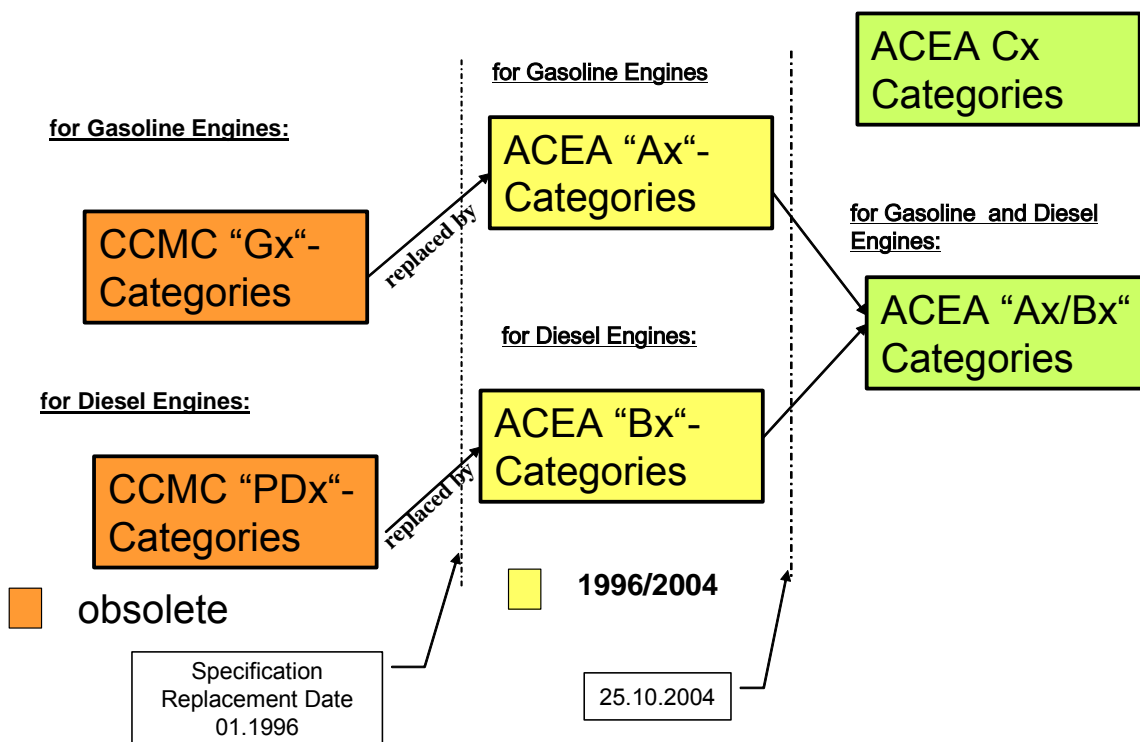 for Gasoline Engines:
CCMC “Gx“-
Categories
for Diesel Engines:
CCMC “PDx“-
Categories
obsolete
Specification
Replacement Date
01.1996
replaced by
replaced by
for Gasoline Engines
ACEA “Ax“-
Categories
for Diesel Engines:
ACEA “Bx“-
Categories
1996/2004
25.10.2004
ACEA Cx
Categories
for Gasoline and Diesel
Engines:
ACEA “Ax/Bx“
Categories